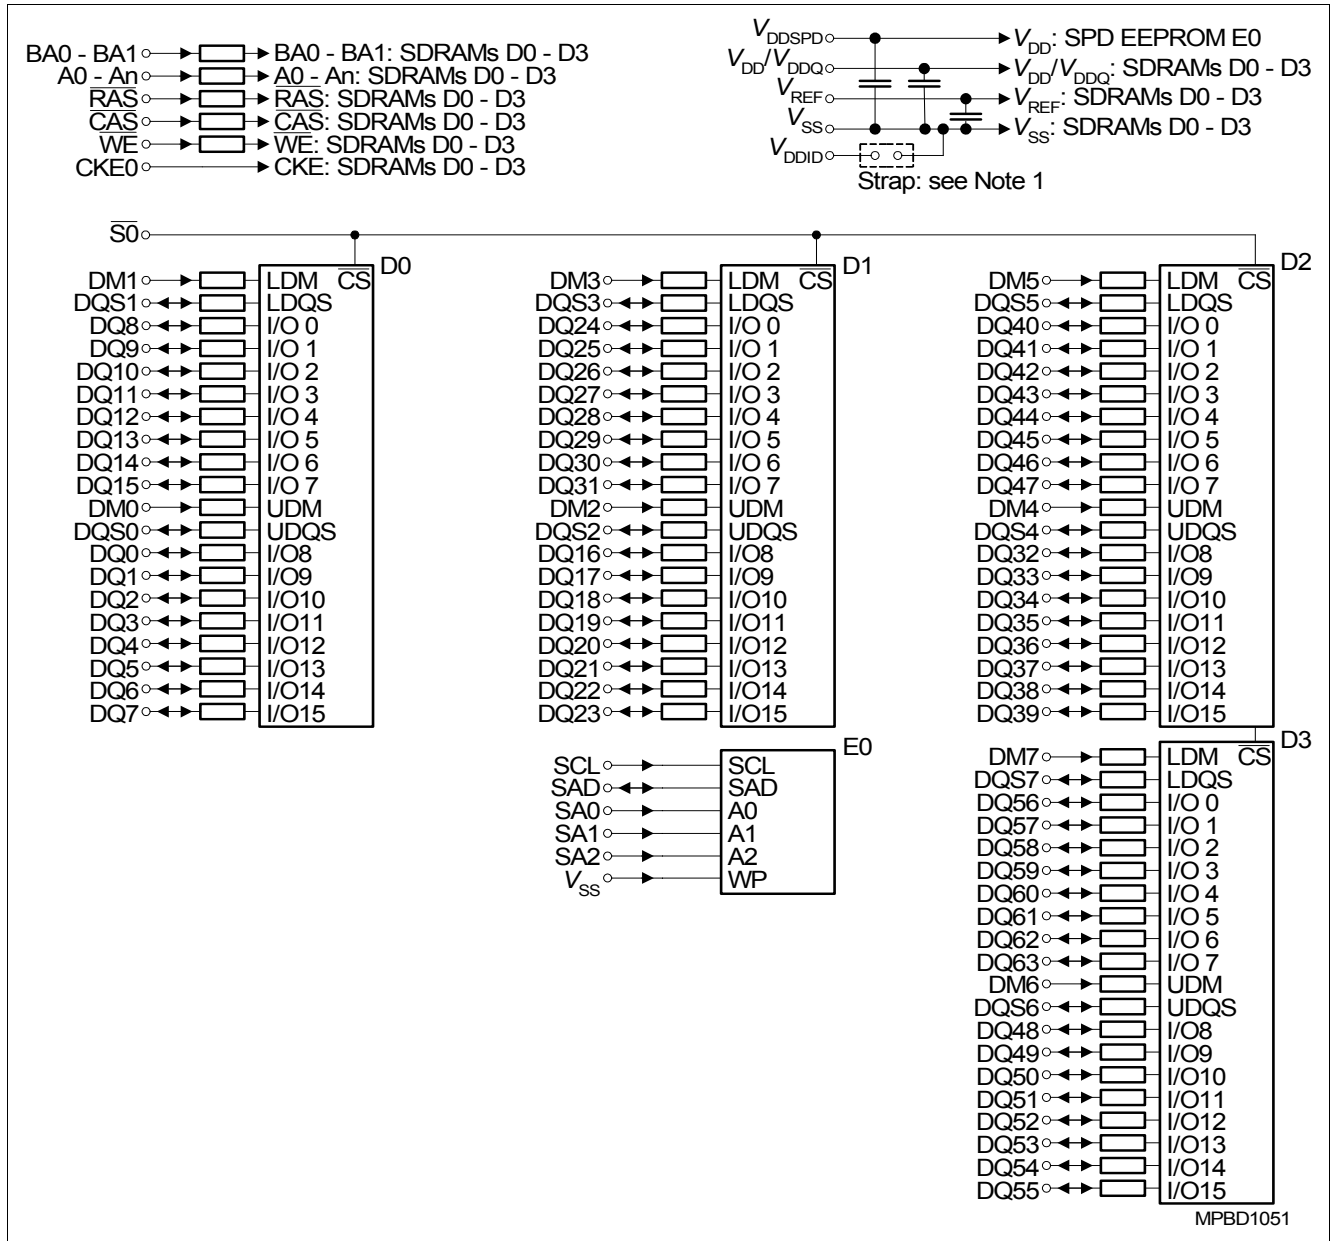 BA0 - BA1 BA0 - BA1: SDRAMs D0 - D3
A0 - An A0 - An: SDRAMs D0 - D3
R̅A̅S̅ R̅A̅S̅: SDRAMs D0 - D3
C̅A̅S̅ C̅A̅S̅: SDRAMs D0 - D3
W̅E̅ W̅E̅: SDRAMs D0 - D3
CKE0 CKE: SDRAMs D0 - D3
VDDSPD VDD: SPD EEPROM E0
VDD/VDDQ VDD/VDDQ: SDRAMs D0 - D3
VREF VREF: SDRAMs D0 - D3
VSS VSS: SDRAMs D0 - D3
VDDID
Strap: see Note 1
S̅0̅
D0
DM1 LDM C̅S̅
DQS1 LDQS
DQ8 I/O 0
DQ9 I/O 1
DQ10 I/O 2
DQ11 I/O 3
DQ12 I/O 4
DQ13 I/O 5
DQ14 I/O 6
DQ15 I/O 7
DM0 UDM
DQS0 UDQS
DQ0 I/O8
DQ1 I/O9
DQ2 I/O10
DQ3 I/O11
DQ4 I/O12
DQ5 I/O13
DQ6 I/O14
DQ7 I/O15
D1
DM3 LDM C̅S̅
DQS3 LDQS
DQ24 I/O 0
DQ25 I/O 1
DQ26 I/O 2
DQ27 I/O 3
DQ28 I/O 4
DQ29 I/O 5
DQ30 I/O 6
DQ31 I/O 7
DM2 UDM
DQS2 UDQS
DQ16 I/O8
DQ17 I/O9
DQ18 I/O10
DQ19 I/O11
DQ20 I/O12
DQ21 I/O13
DQ22 I/O14
DQ23 I/O15
E0
SCL SCL
SAD SAD
SA0 A0
SA1 A1
SA2 A2
VSS WP
D2
DM5 LDM C̅S̅
DQS5 LDQS
DQ40 I/O 0
DQ41 I/O 1
DQ42 I/O 2
DQ43 I/O 3
DQ44 I/O 4
DQ45 I/O 5
DQ46 I/O 6
DQ47 I/O 7
DM4 UDM
DQS4 UDQS
DQ32 I/O8
DQ33 I/O9
DQ34 I/O10
DQ35 I/O11
DQ36 I/O12
DQ37 I/O13
DQ38 I/O14
DQ39 I/O15
D3
DM7 LDM C̅S̅
DQS7 LDQS
DQ56 I/O 0
DQ57 I/O 1
DQ58 I/O 2
DQ59 I/O 3
DQ60 I/O 4
DQ61 I/O 5
DQ62 I/O 6
DQ63 I/O 7
DM6 UDM
DQS6 UDQS
DQ48 I/O8
DQ49 I/O9
DQ50 I/O10
DQ51 I/O11
DQ52 I/O12
DQ53 I/O13
DQ54 I/O14
DQ55 I/O15
MPBD1051